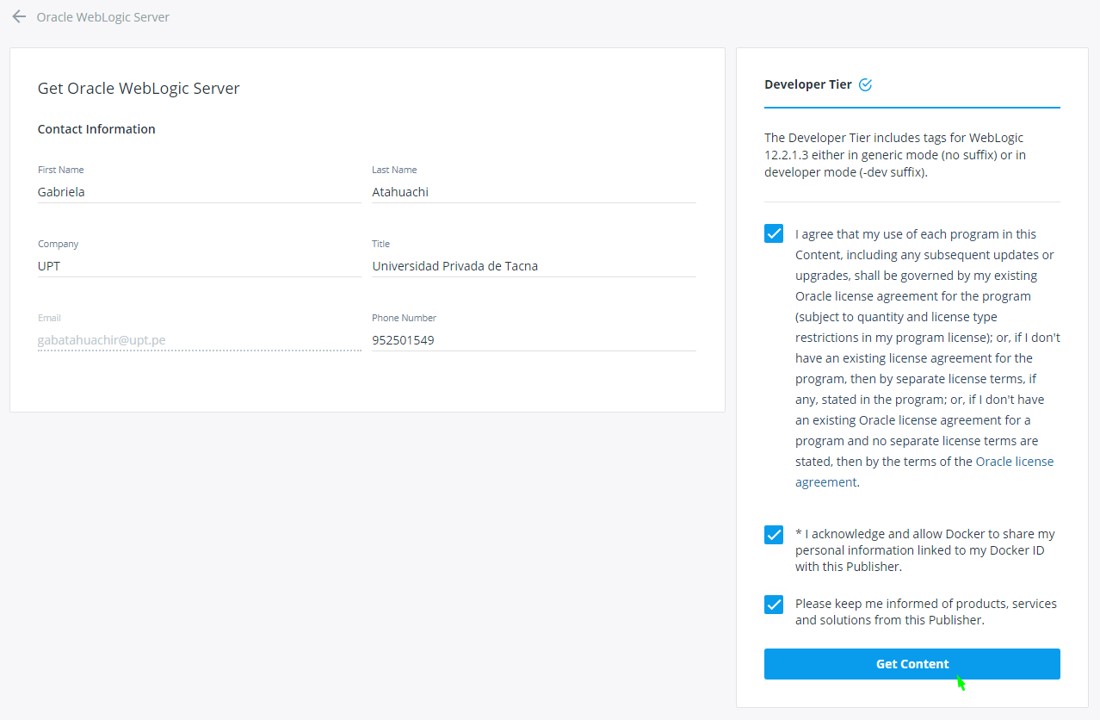 Oracle WebLogic Server
Get Oracle WebLogic Server
Contact Information
First Name
Gabriela
Last Name
Atahuachi
Company
UPT
Title
Universidad Privada de Tacna
Email
gabatahuachir@upt.pe
Phone Number
952501549
Developer Tier
The Developer Tier includes tags for WebLogic
12.2.1.3 either in generic mode (no suffix) or in
developer mode (-dev suffix).
I agree that my use of each program in this
Content, including any subsequent updates or
upgrades, shall be governed by my existing
Oracle license agreement for the program
(subject to quantity and license type
restrictions in my program license); or, if I don't
have an existing license agreement for the
program, then by separate license terms, if
any, stated in the program; or, if I don't have
an existing Oracle license agreement for a
program and no separate license terms are
stated, then by the terms of the Oracle license
agreement.
* I acknowledge and allow Docker to share my
personal information linked to my Docker ID
with this Publisher.
Please keep me informed of products, services
and solutions from this Publisher.
Get Content